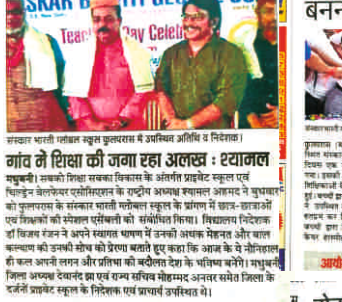 SKAR
Teac Day Celeb
संस्कार भारती ग्लोबल स्कूल फुलपरास में उपस्थित अतिथि व निदेशक।
गांव में शिक्षा की जगा रहा अलख : श्यामल
मधुबनी। सबको शिक्षा सबका विकास के अंतर्गत प्राईवेट स्कूल एवं
चिल्ड्रेन वेलफेयर एसोसिएशन के राष्ट्रीय अध्यक्ष श्यामल अहमद ने बुधवार
को फुलपरास के संस्कार भारती ग्लोबल स्कूल के प्रांगण में छात्र-छात्राओं
एवं शिक्षकों की स्पेशल एसेंबली को संबोधित किया। विद्यालय निदेशक
डॉ विजय रंजन ने अपने स्वागत भाषण में उनकी अथक मेहनत और बाल
कल्याण की उनकी सोच को प्रेरणा बताते हुए कहा कि आज के ये नौनिहाल
ही कल अपनी लगन और प्रतिभा की बदौलत देश के भविष्य बनेंगे। मधुबनी
जिला अध्यक्ष देवानंद झा एवं राज्य सचिव मोहम्मद अनवर समेत जिला के
दर्जनों प्राइवेट स्कूल के निदेशक एवं प्राचार्य उपस्थित थे।
बनन